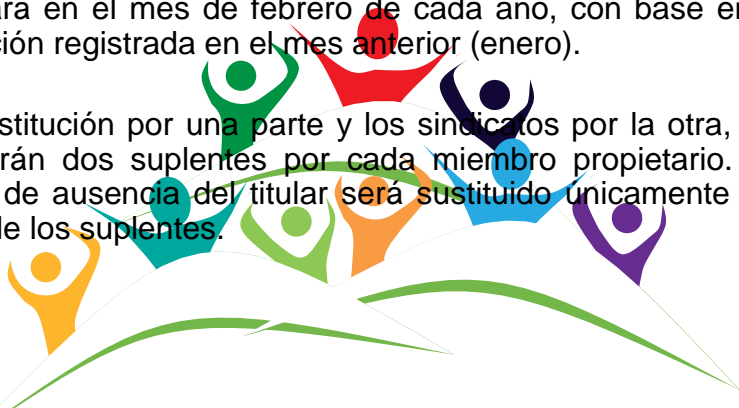 ará en el mes de febrero de cada año, con base en
ción registrada en el mes anterior (enero).
stitución por una parte y los sindicatos por la otra,
rán dos suplentes por cada miembro propietario.
de ausencia del titular será sustituido únicamente
de los suplentes.